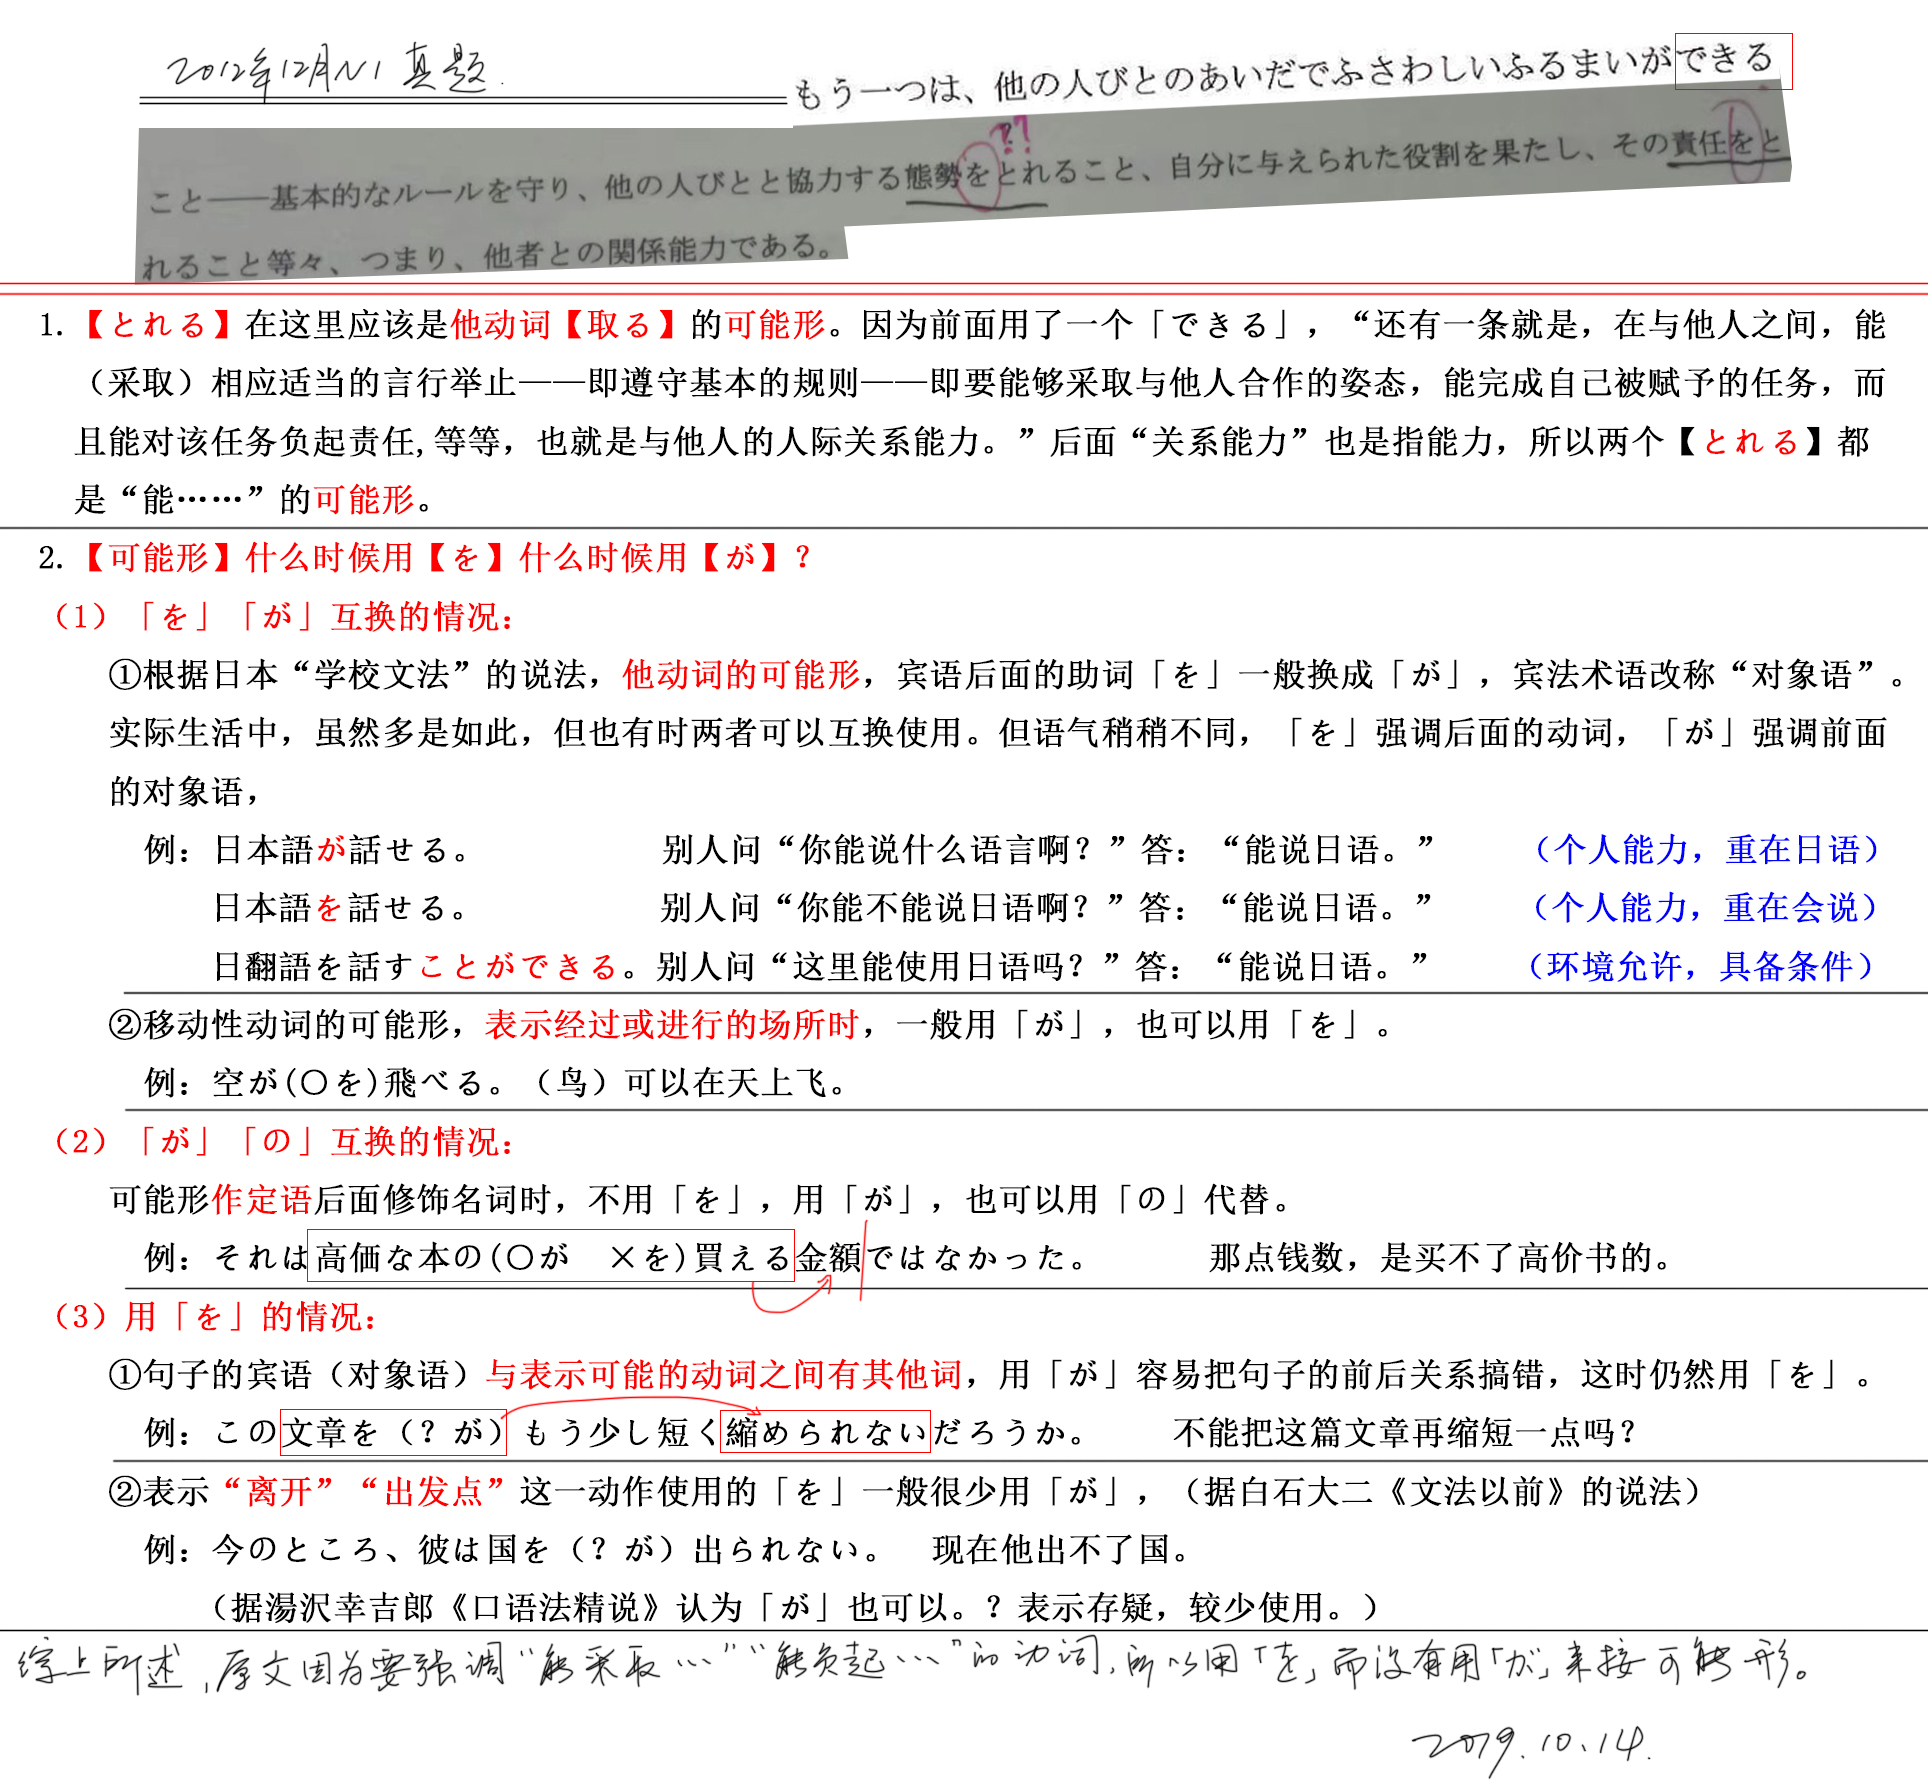 2012年12月N1真题.
もう一つは、他の人びとのあいだでふさわしいふるまいができる
??
こと——基本的なルールを守り、他の人びとと協力する態勢をとれること、自分に与えられた役割を果たし、その責任をと
れること等々、つまり、他者との関係能力である。
1.【とれる】在这里应该是他动词【取る】的可能形。因为前面用了一个「できる」，“还有一条就是，在与他人之间，能
（采取）相应适当的言行举止——即遵守基本的规则——即要能够采取与他人合作的姿态，能完成自己被赋予的任务，而
且能对该任务负起责任,等等，也就是与他人的人际关系能力。”后面“关系能力”也是指能力，所以两个【とれる】都
是“能……”的可能形。
2.【可能形】什么时候用【を】什么时候用【が】？
（1）「を」「が」互换的情况：
①根据日本“学校文法”的说法，他动词的可能形，宾语后面的助词「を」一般换成「が」，宾法术语改称“对象语”。
实际生活中，虽然多是如此，但也有时两者可以互换使用。但语气稍稍不同，「を」强调后面的动词，「が」强调前面
的对象语，
例：日本語が話せる。 别人问“你能说什么语言啊？”答：“能说日语。” （个人能力，重在日语）
日本語を話せる。 别人问“你能不能说日语啊？”答：“能说日语。” （个人能力，重在会说）
日翻語を話すことができる。别人问“这里能使用日语吗？”答：“能说日语。” （环境允许，具备条件）
②移动性动词的可能形，表示经过或进行的场所时，一般用「が」，也可以用「を」。
例：空が(〇を)飛べる。（鸟）可以在天上飞。
（2）「が」「の」互换的情况：
可能形作定语后面修饰名词时，不用「を」，用「が」，也可以用「の」代替。
例：それは高価な本の(〇が ×を)買える金額ではなかった。 那点钱数，是买不了高价书的。
（3）用「を」的情况：
①句子的宾语（对象语）与表示可能的动词之间有其他词，用「が」容易把句子的前后关系搞错，这时仍然用「を」。
例：この文章を（？が）もう少し短く縮められないだろうか。 不能把这篇文章再缩短一点吗？
②表示“离开”“出发点”这一动作使用的「を」一般很少用「が」，（据白石大二《文法以前》的说法）
例：今のところ、彼は国を（？が）出られない。 现在他出不了国。
（据湯沢幸吉郎《口语法精说》认为「が」也可以。？表示存疑，较少使用。）
综上所述，原文因为要强调“能采取…”“能负起…”的动词，所以用「を」而没有用「が」来接可能形。
2019.10.14.